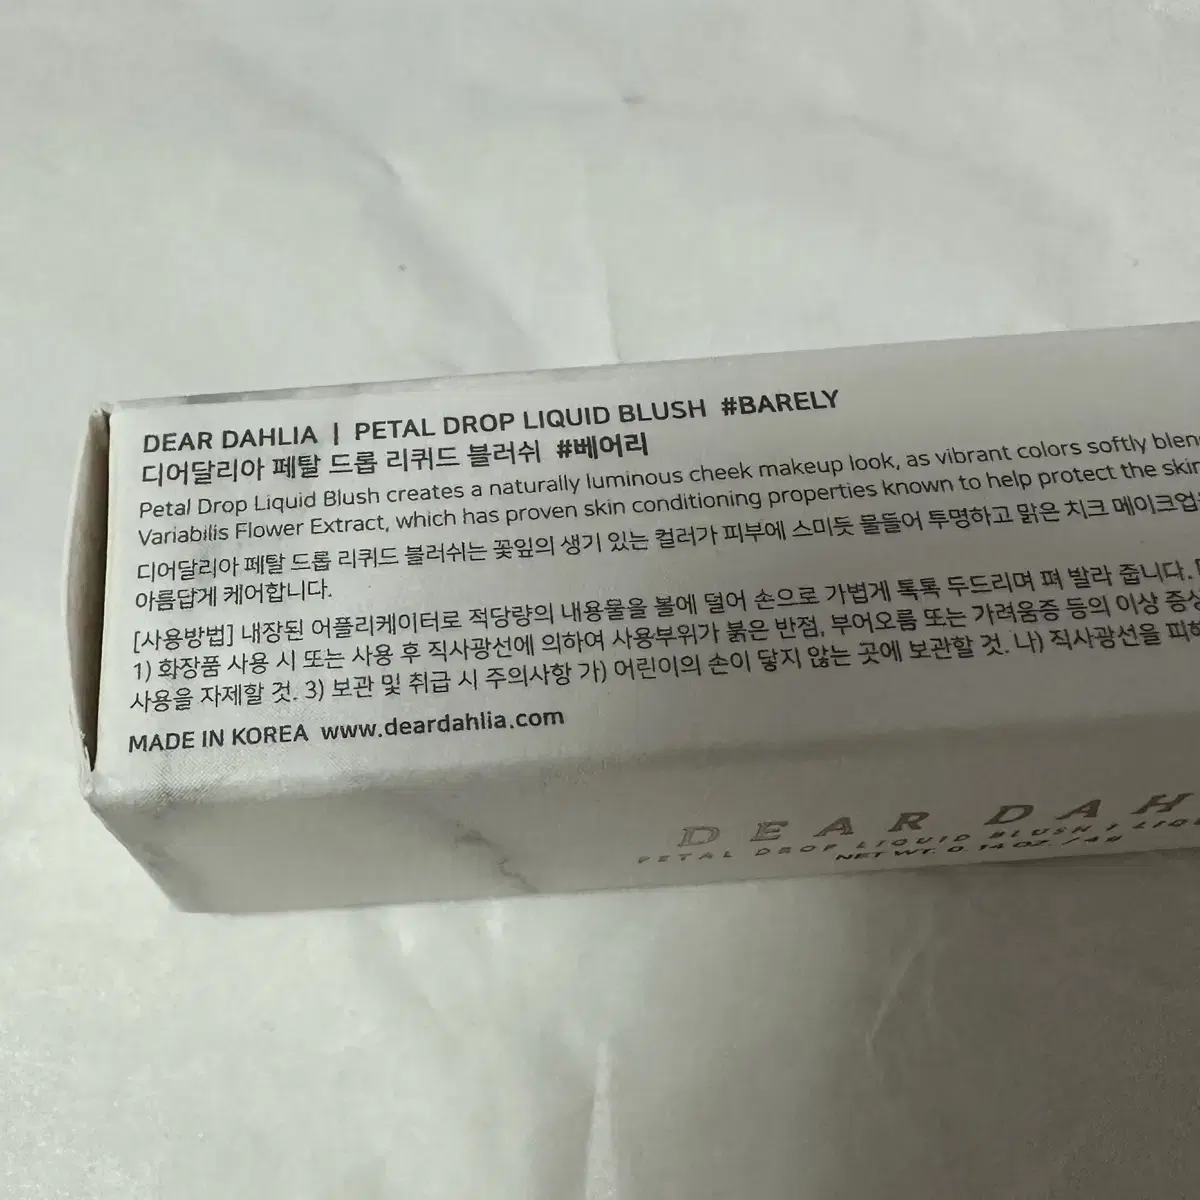 DEAR DAHLIA | PETAL DROP LIQUID BLUSH #BARELY
디어달리아 페탈 드롭 리퀴드 블러쉬 #베어리
Petal Drop Liquid Blush creates a naturally luminous cheek makeup look, as vibrant colors softly blen
Variabilis Flower Extract, which has proven skin conditioning properties known to help protect the skin
디어달리아 페탈 드롭 리퀴드 블러쉬는 꽃잎의 생기 있는 컬러가 피부에 스미듯 물들어 투명하고 맑은 치크 메이크업을
아름답게 케어합니다.
[사용방법] 내장된 어플리케이터로 적당량의 내용물을 볼에 덜어 손으로 가볍게 톡톡 두드리며 펴 발라 줍니다.
1) 화장품 사용 시 또는 사용 후 직사광선에 의하여 사용부위가 붉은 반점, 부어오름 또는 가려움증 등의 이상 증상
사용을 자제할 것. 3) 보관 및 취급 시 주의사항 가) 어린이의 손이 닿지 않는 곳에 보관할 것. 나) 직사광선을 피해
MADE IN KOREA www.deardahlia.com
DEAR DAH
PETAL DROP LIQUID BLUSH / LIQU
NET WT. 0.14 OZ. / 4 g